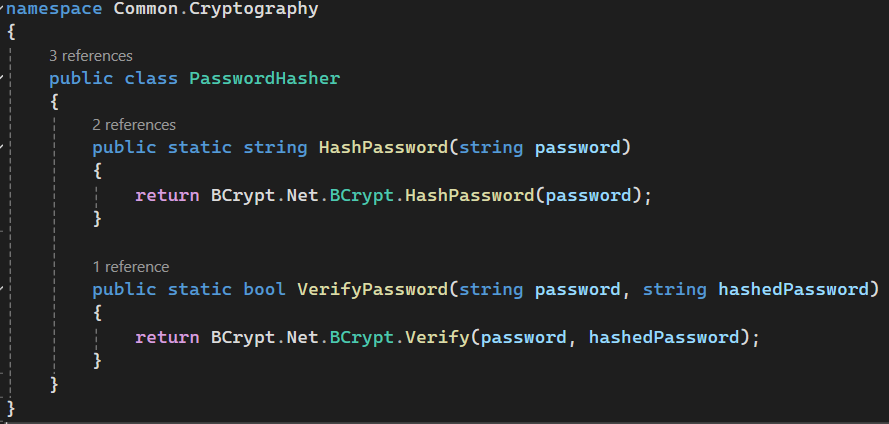 namespace Common.Cryptography
{
3 references
public class PasswordHasher
{
2 references
public static string HashPassword(string password)
{
return BCrypt.Net.BCrypt.HashPassword(password);
}
1 reference
public static bool VerifyPassword(string password, string hashedPassword)
{
return BCrypt.Net.BCrypt.Verify(password, hashedPassword);
}
}
}